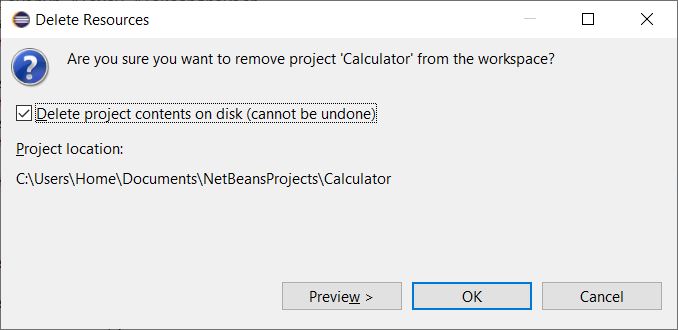 Delete Resources
Are you sure you want to remove project 'Calculator' from the workspace?
Delete project contents on disk (cannot be undone)
Project location:
C:\Users\Home\Documents\NetBeansProjects\Calculator
Preview >
OK
Cancel